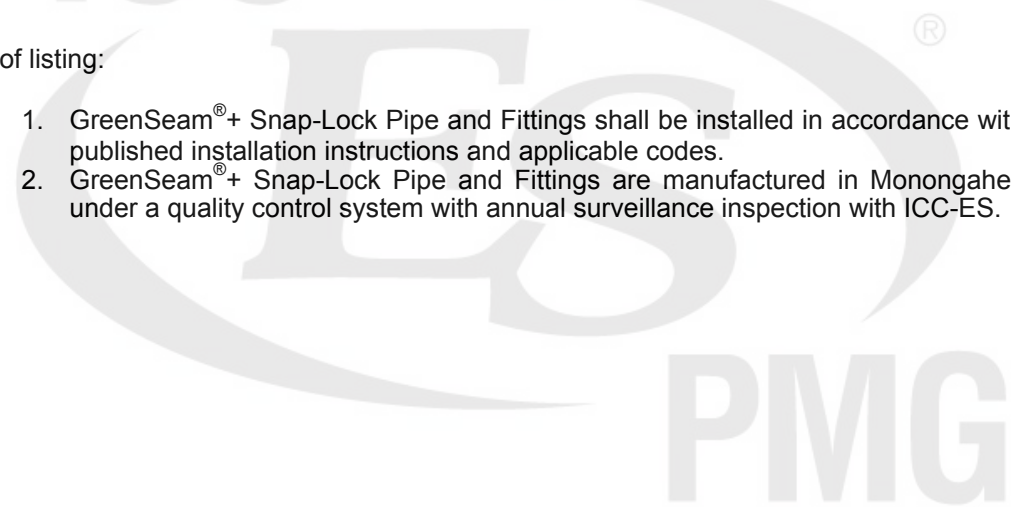 of listing:
1. GreenSeam®+ Snap-Lock Pipe and Fittings shall be installed in accordance wit
published installation instructions and applicable codes.
2. GreenSeam®+ Snap-Lock Pipe and Fittings are manufactured in Monongahe
under a quality control system with annual surveillance inspection with ICC-ES.
ES
®
PMG